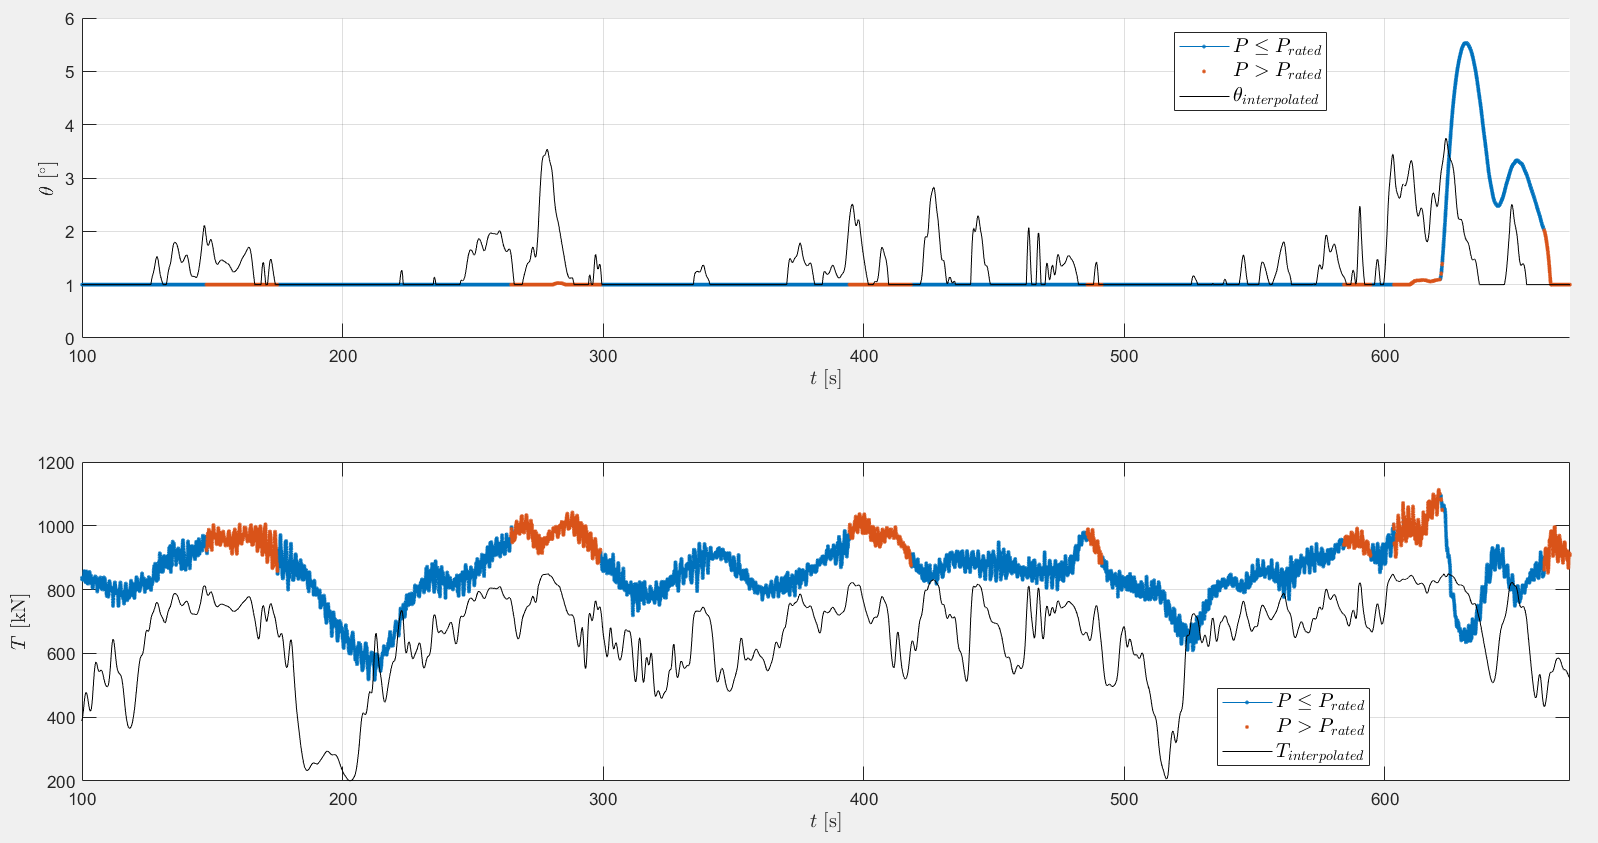 6
5
4
3
2
1
0
θ [°]
P ≤ P_rated
P > P_rated
θ_interpolated
100 200 300 400 500 600
t [s]
1200
1000
800
600
400
200
T [kN]
P ≤ P_rated
P > P_rated
T_interpolated
100 200 300 400 500 600
t [s]